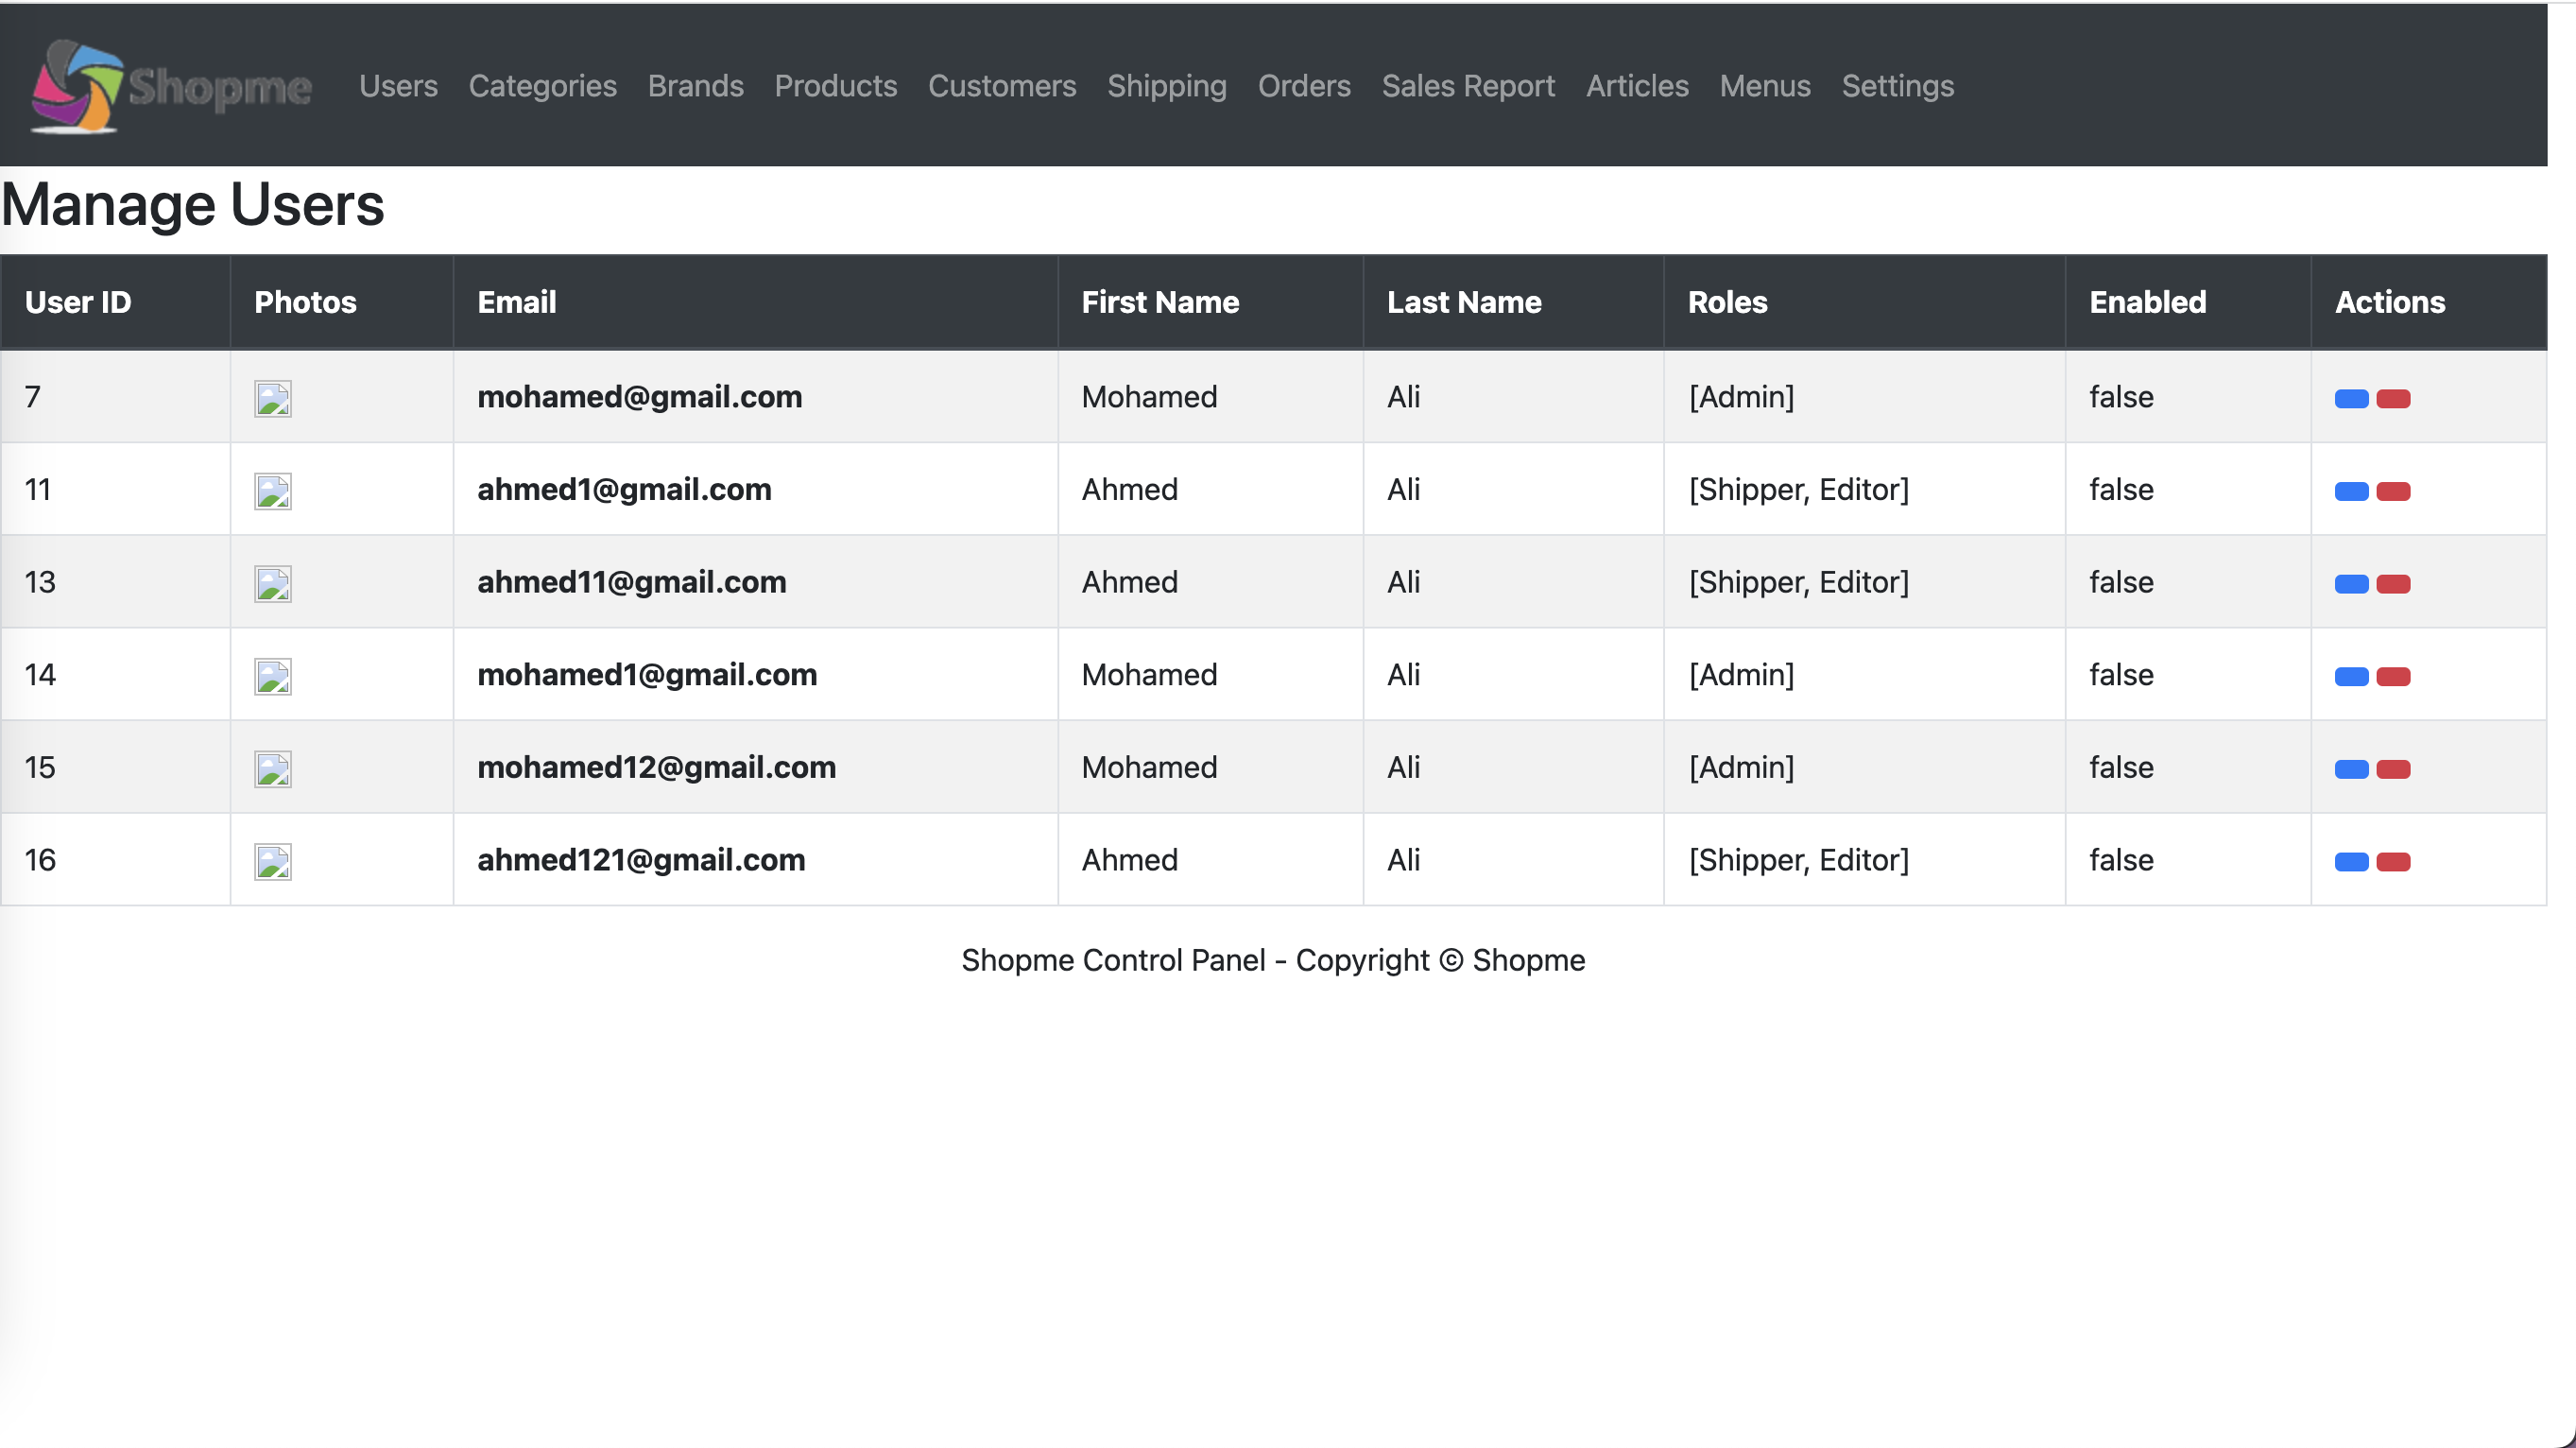 Shopme Users Categories Brands Products Customers Shipping Orders Sales Report Articles Menus Settings
Manage Users
User ID Photos Email First Name Last Name Roles Enabled Actions
7 mohamed@gmail.com Mohamed Ali [Admin] false
11 ahmed1@gmail.com Ahmed Ali [Shipper, Editor] false
13 ahmed11@gmail.com Ahmed Ali [Shipper, Editor] false
14 mohamed1@gmail.com Mohamed Ali [Admin] false
15 mohamed12@gmail.com Mohamed Ali [Admin] false
16 ahmed121@gmail.com Ahmed Ali [Shipper, Editor] false
Shopme Control Panel - Copyright © Shopme